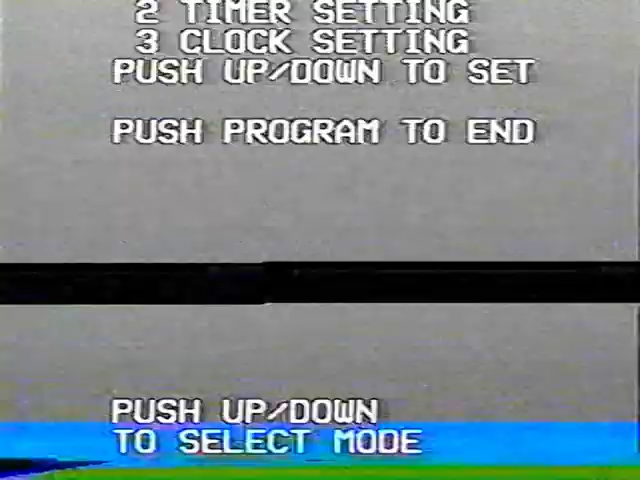 2 TIMER SETTING
3 CLOCK SETTING
PUSH UP/DOWN TO SET
PUSH PROGRAM TO END
PUSH UP/DOWN
TO SELECT MODE